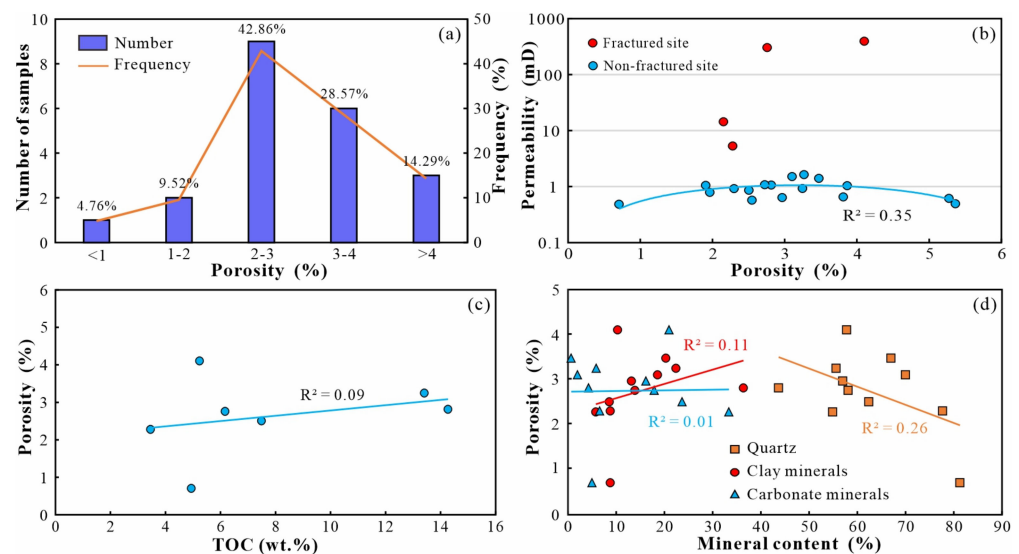 (a)
Number
Frequency
4.76%
9.52%
42.86%
28.57%
14.29%
Number of samples
0
2
4
6
8
10
Frequency (%)
0
10
20
30
40
50
<1
1-2
2-3
3-4
>4
Porosity (%)
(b)
Fractured site
Non-fractured site
R² = 0.35
Permeability (mD)
1000
100
10
1
0.1
0
1
2
3
4
5
6
Porosity (%)
(c)
R² = 0.09
Porosity (%)
6
5
4
3
2
1
0
0
2
4
6
8
10
12
14
16
TOC (wt.%)
(d)
R² = 0.11
R² = 0.01
R² = 0.26
Quartz
Clay minerals
Carbonate minerals
Porosity (%)
5
4
3
2
1
0
0
10
20
30
40
50
60
70
80
90
Mineral content (%)